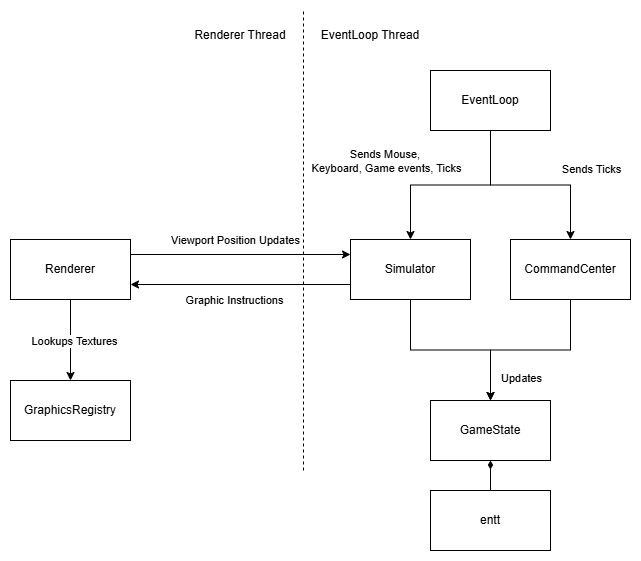 Renderer Thread
EventLoop Thread
EventLoop
Sends Mouse,
Keyboard, Game events, Ticks
Sends Ticks
Viewport Position Updates
Renderer
Simulator
CommandCenter
Graphic Instructions
Lookups Textures
Updates
GraphicsRegistry
GameState
entt